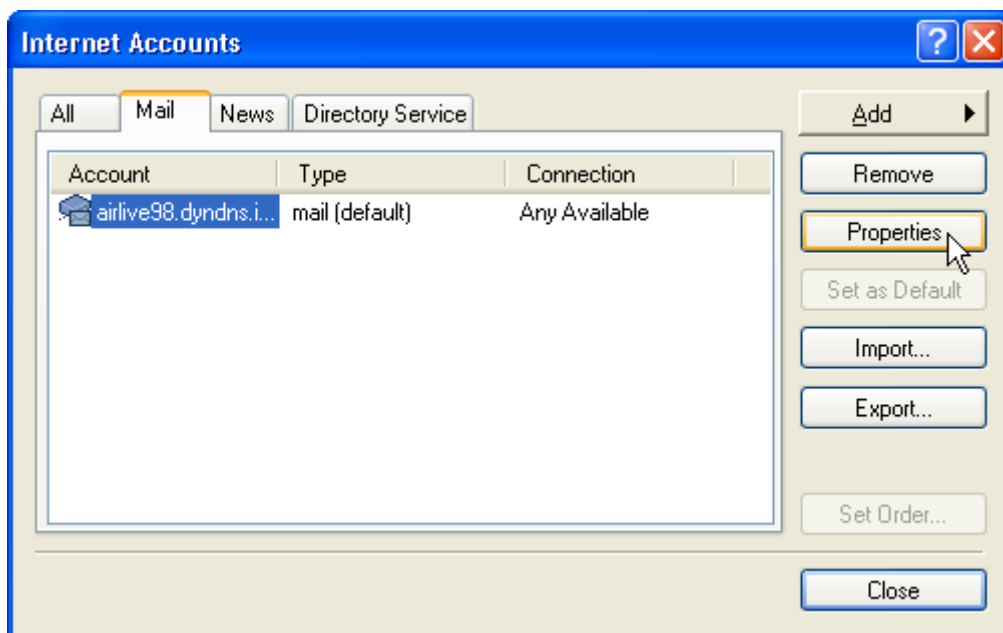 Internet Accounts
All Mail News Directory Service
Add
Account Type Connection
Remove
airlive98.dyndns.i... mail (default) Any Available
Properties
Set as Default
Import...
Export...
Set Order...
Close